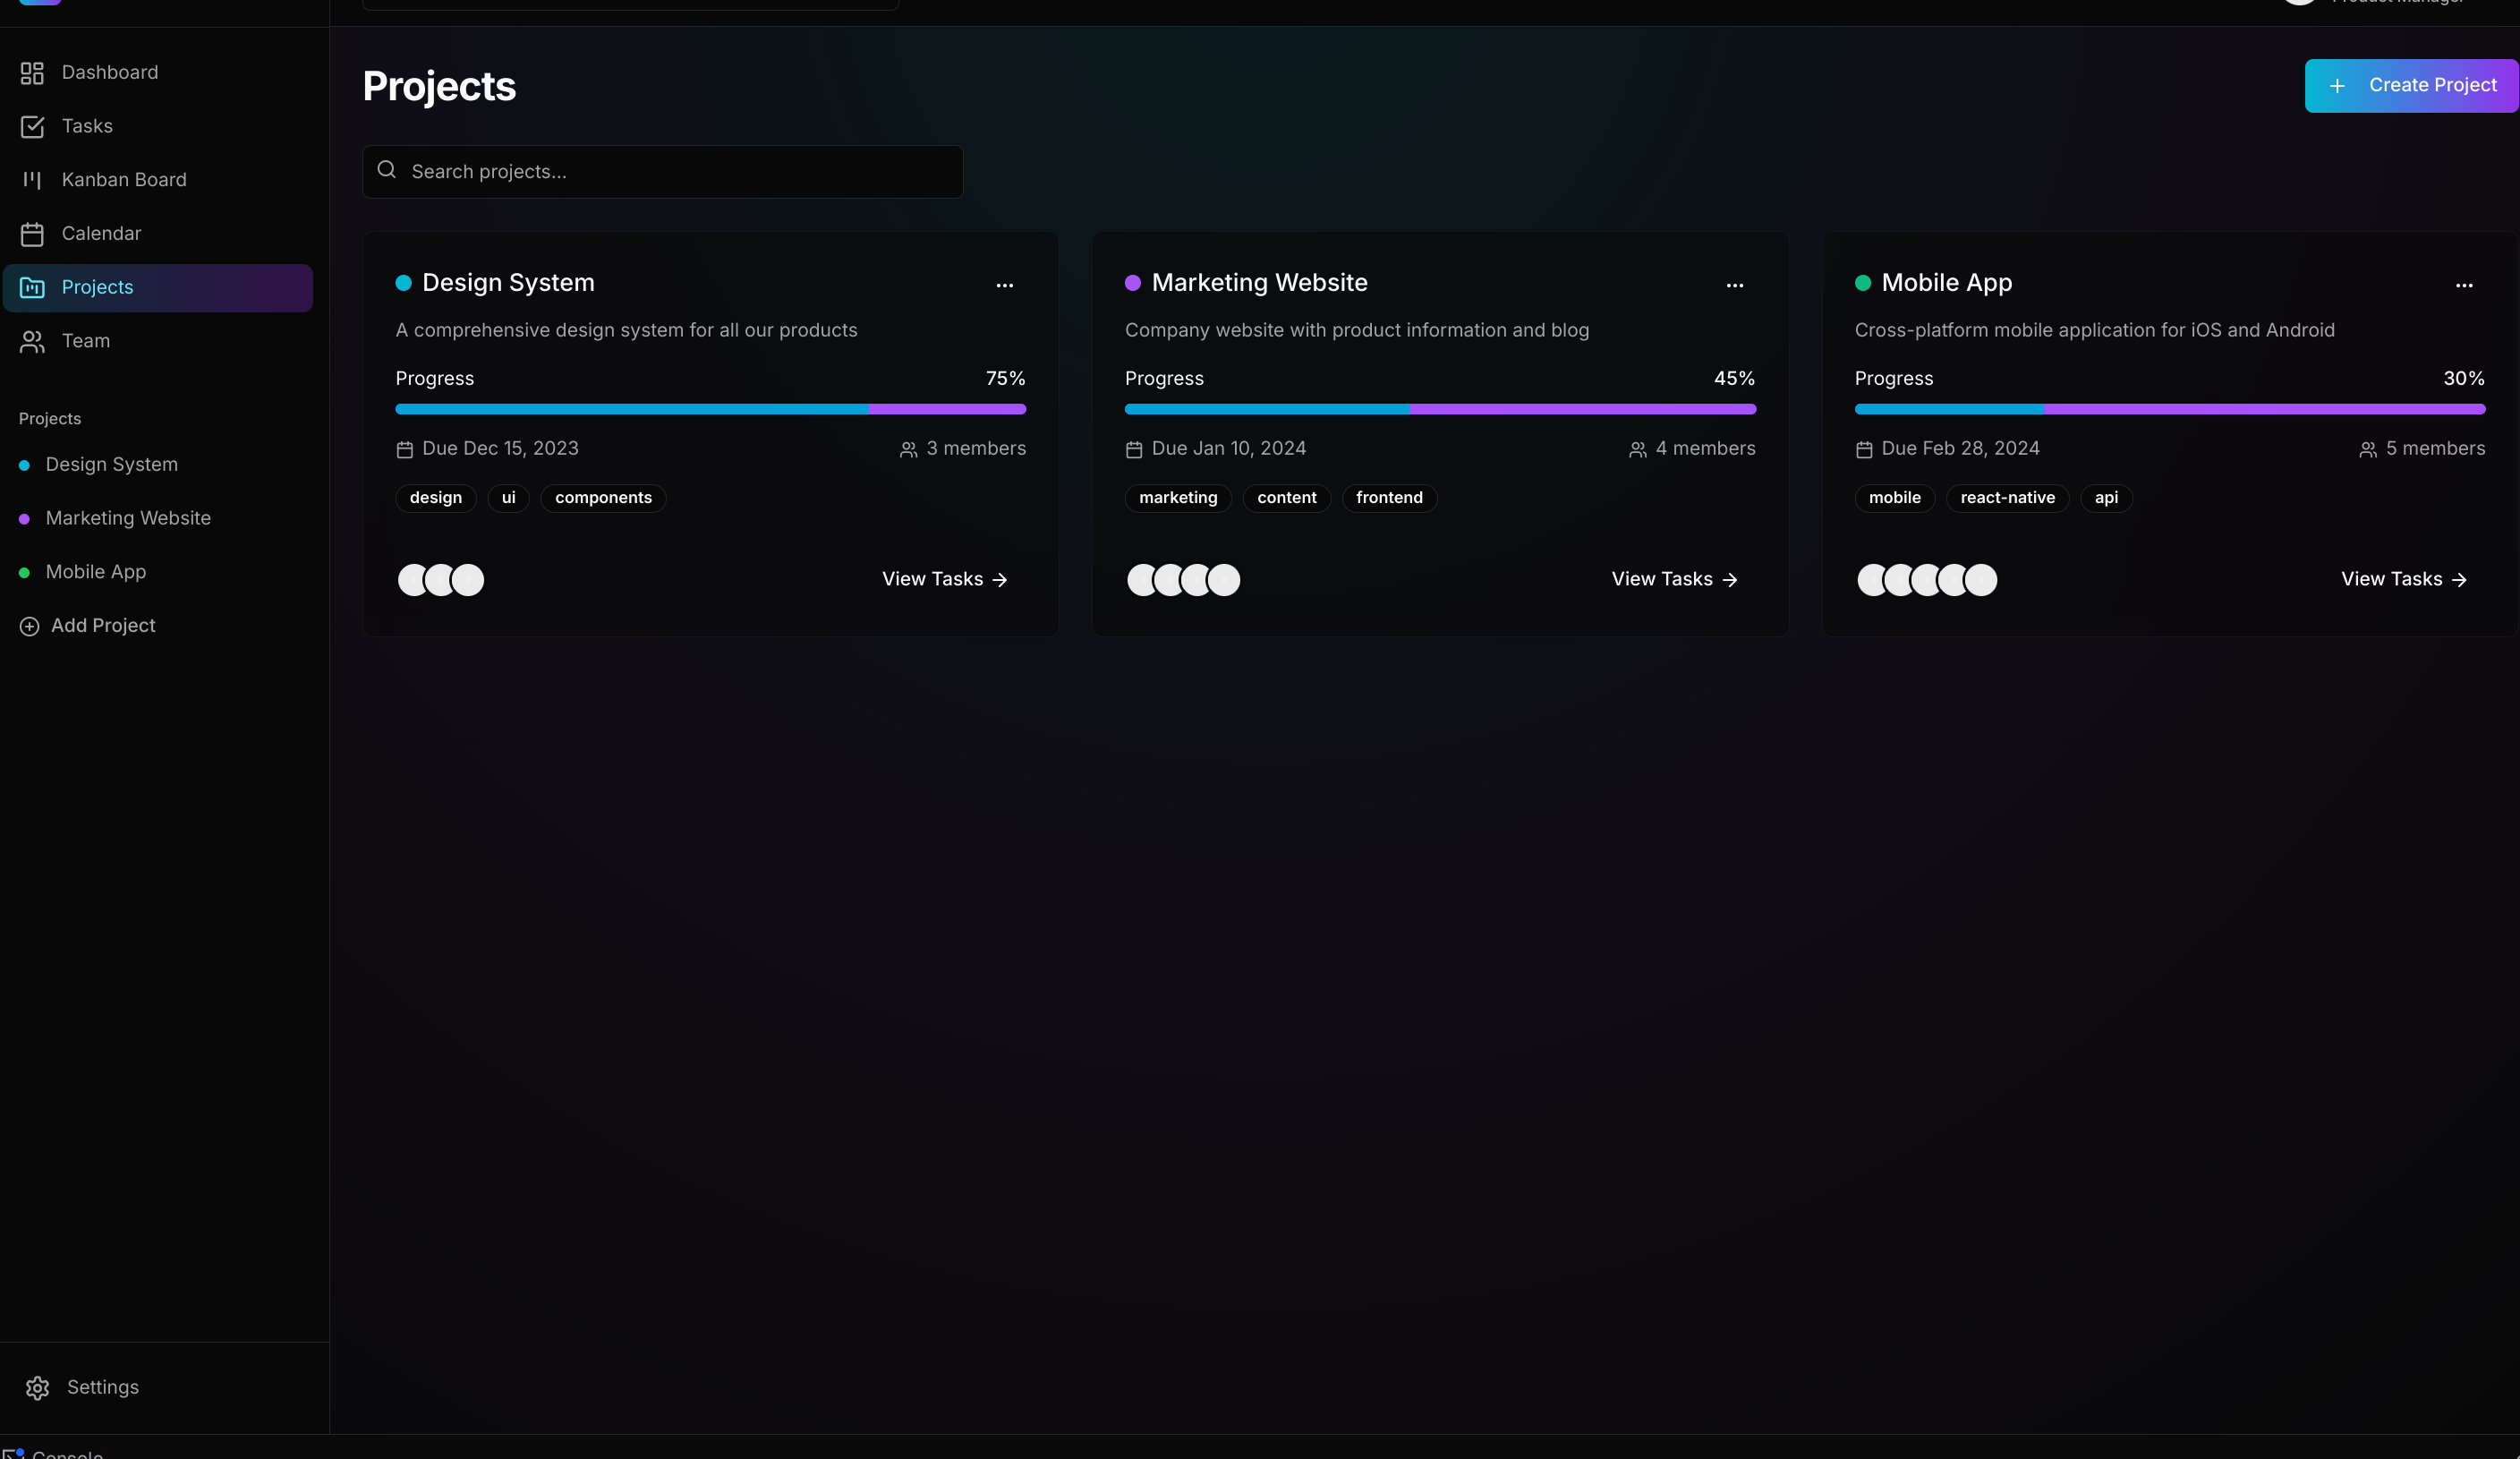 Product Manager
Dashboard
Tasks
Kanban Board
Calendar
Projects
Team
Projects
Design System
Marketing Website
Mobile App
Add Project
Settings
Projects
Create Project
Search projects...
Design System
A comprehensive design system for all our products
Progress 75%
Due Dec 15, 2023 3 members
design ui components
View Tasks
Marketing Website
Company website with product information and blog
Progress 45%
Due Jan 10, 2024 4 members
marketing content frontend
View Tasks
Mobile App
Cross-platform mobile application for iOS and Android
Progress 30%
Due Feb 28, 2024 5 members
mobile react-native api
View Tasks
Console